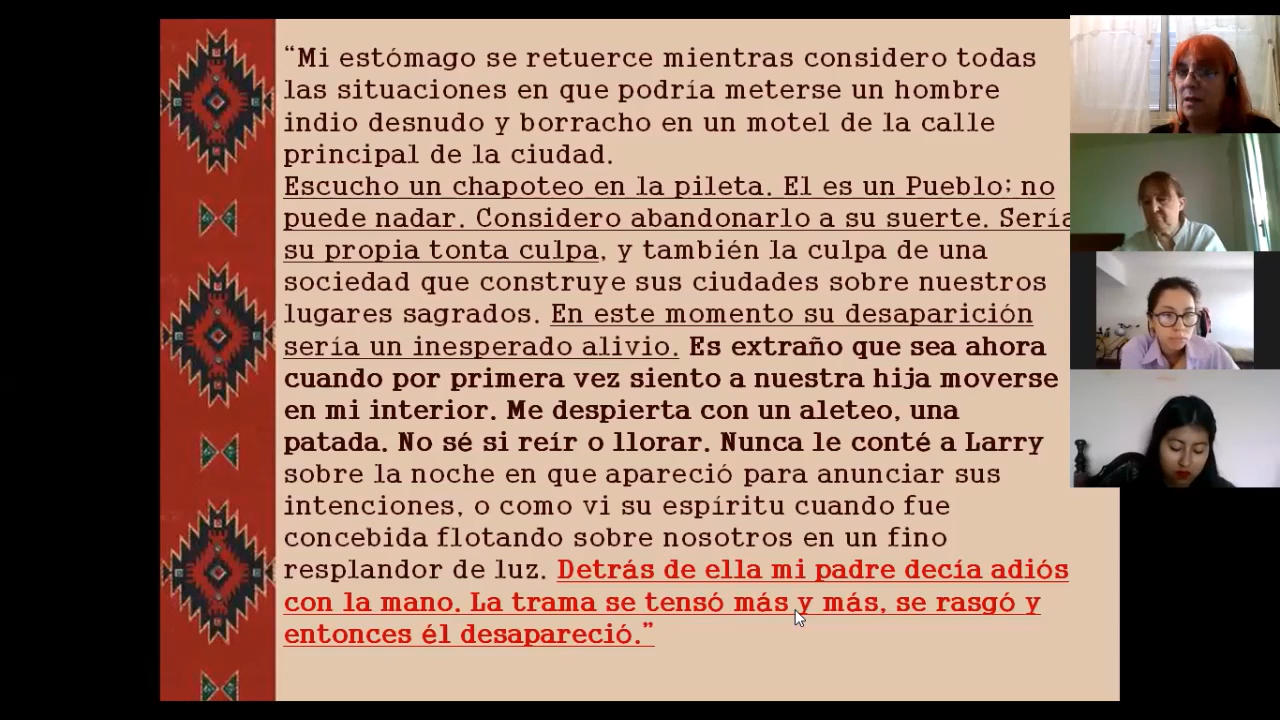 “Mi estómago se retuerce mientras considero todas
las situaciones en que podría meterse un hombre
indio desnudo y borracho en un motel de la calle
principal de la ciudad.
Escucho un chapoteo en la pileta. El es un Pueblo; no
puede nadar. Considero abandonarlo a su suerte. Sería
su propia tonta culpa, y también la culpa de una
sociedad que construye sus ciudades sobre nuestros
lugares sagrados. En este momento su desaparición
sería un inesperado alivio. Es extraño que sea ahora
cuando por primera vez siento a nuestra hija moverse
en mi interior. Me despierta con un aleteo, una
patada. No sé si reír o llorar. Nunca le conté a Larry
sobre la noche en que apareció para anunciar sus
intenciones, o como vi su espíritu cuando fue
concebida flotando sobre nosotros en un fino
resplandor de luz. Detrás de ella mi padre decía adiós
con la mano. La trama se tensó más y más, se rasgó y
entonces él desapareció.”